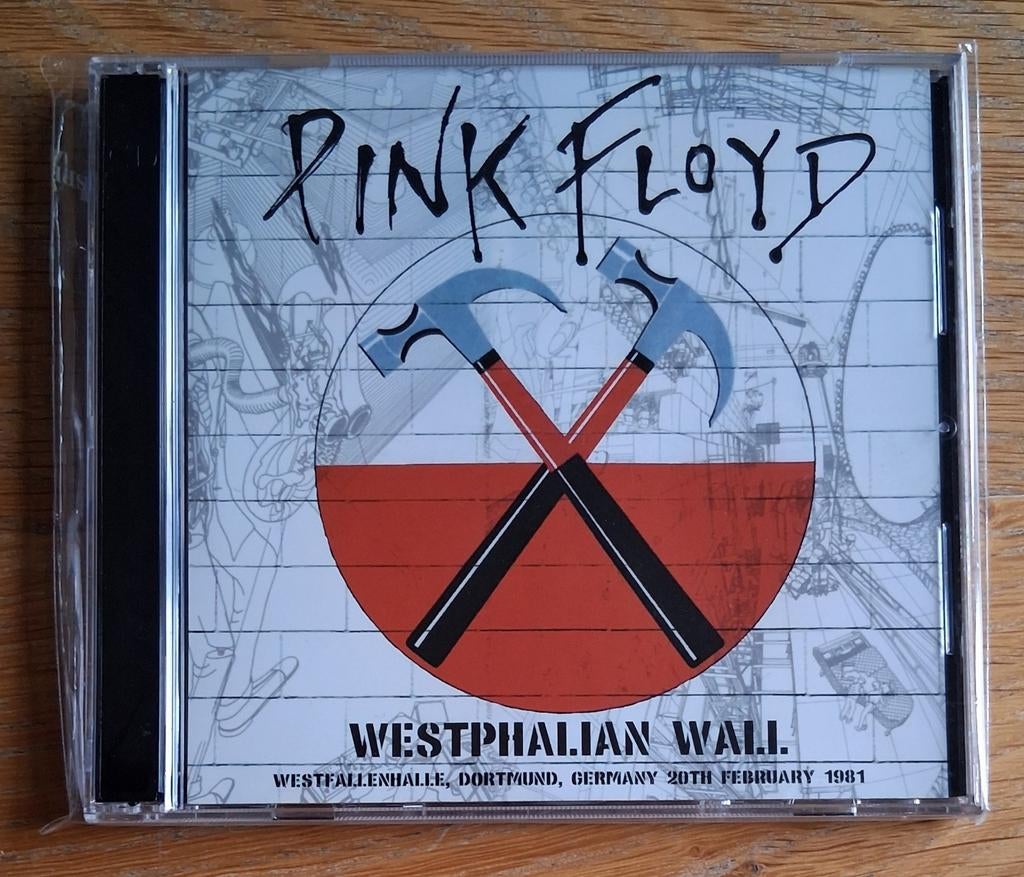 PINK FLOYD
WESTPHALIAN WALL
WESTFALLENHALLE, DORTMUND, GERMANY 20TH FEBRUARY 1981